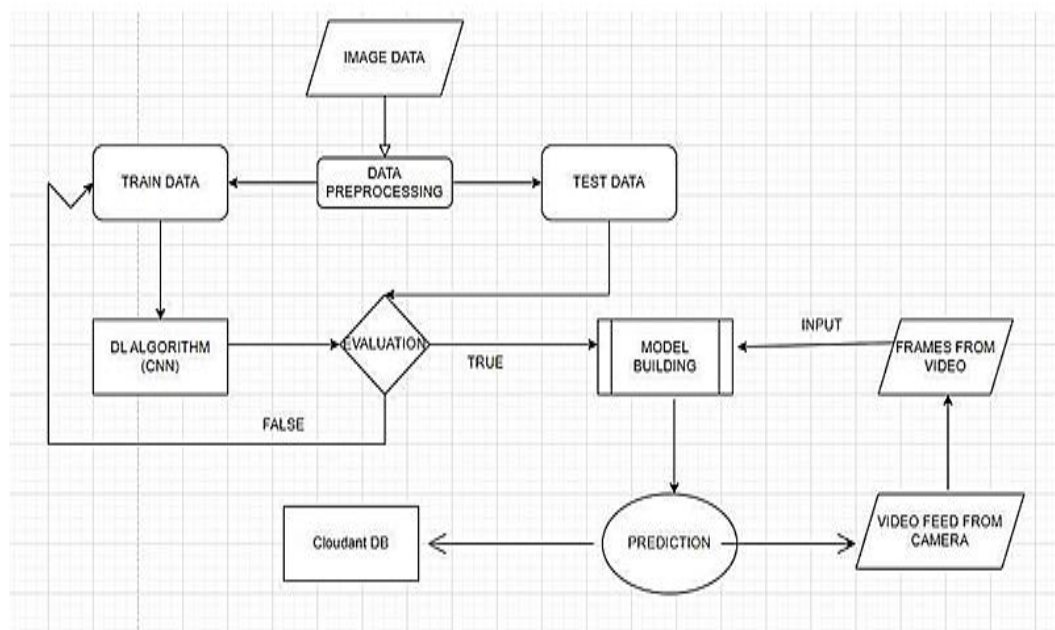 IMAGE DATA
TRAIN DATA
DATA
PREPROCESSING
TEST DATA
DL ALGORITHM
(CNN)
EVALUATION
TRUE
MODEL
BUILDING
INPUT
FRAMES FROM
VIDEO
FALSE
Cloudant DB
PREDICTION
VIDEO FEED FROM
CAMERA